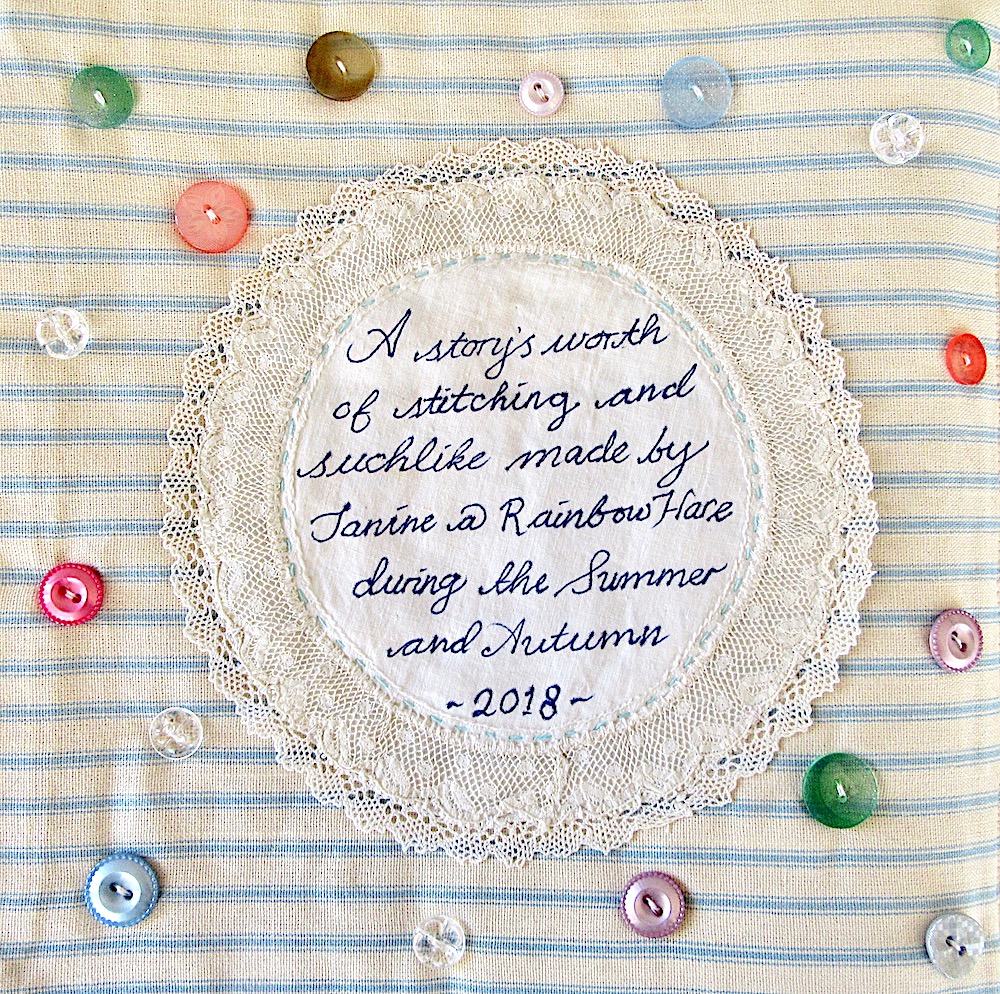 A story's worth
of stitching and
suchlike made by
Janine @ RainbowHare
during the Summer
and Autumn
~ 2018 ~